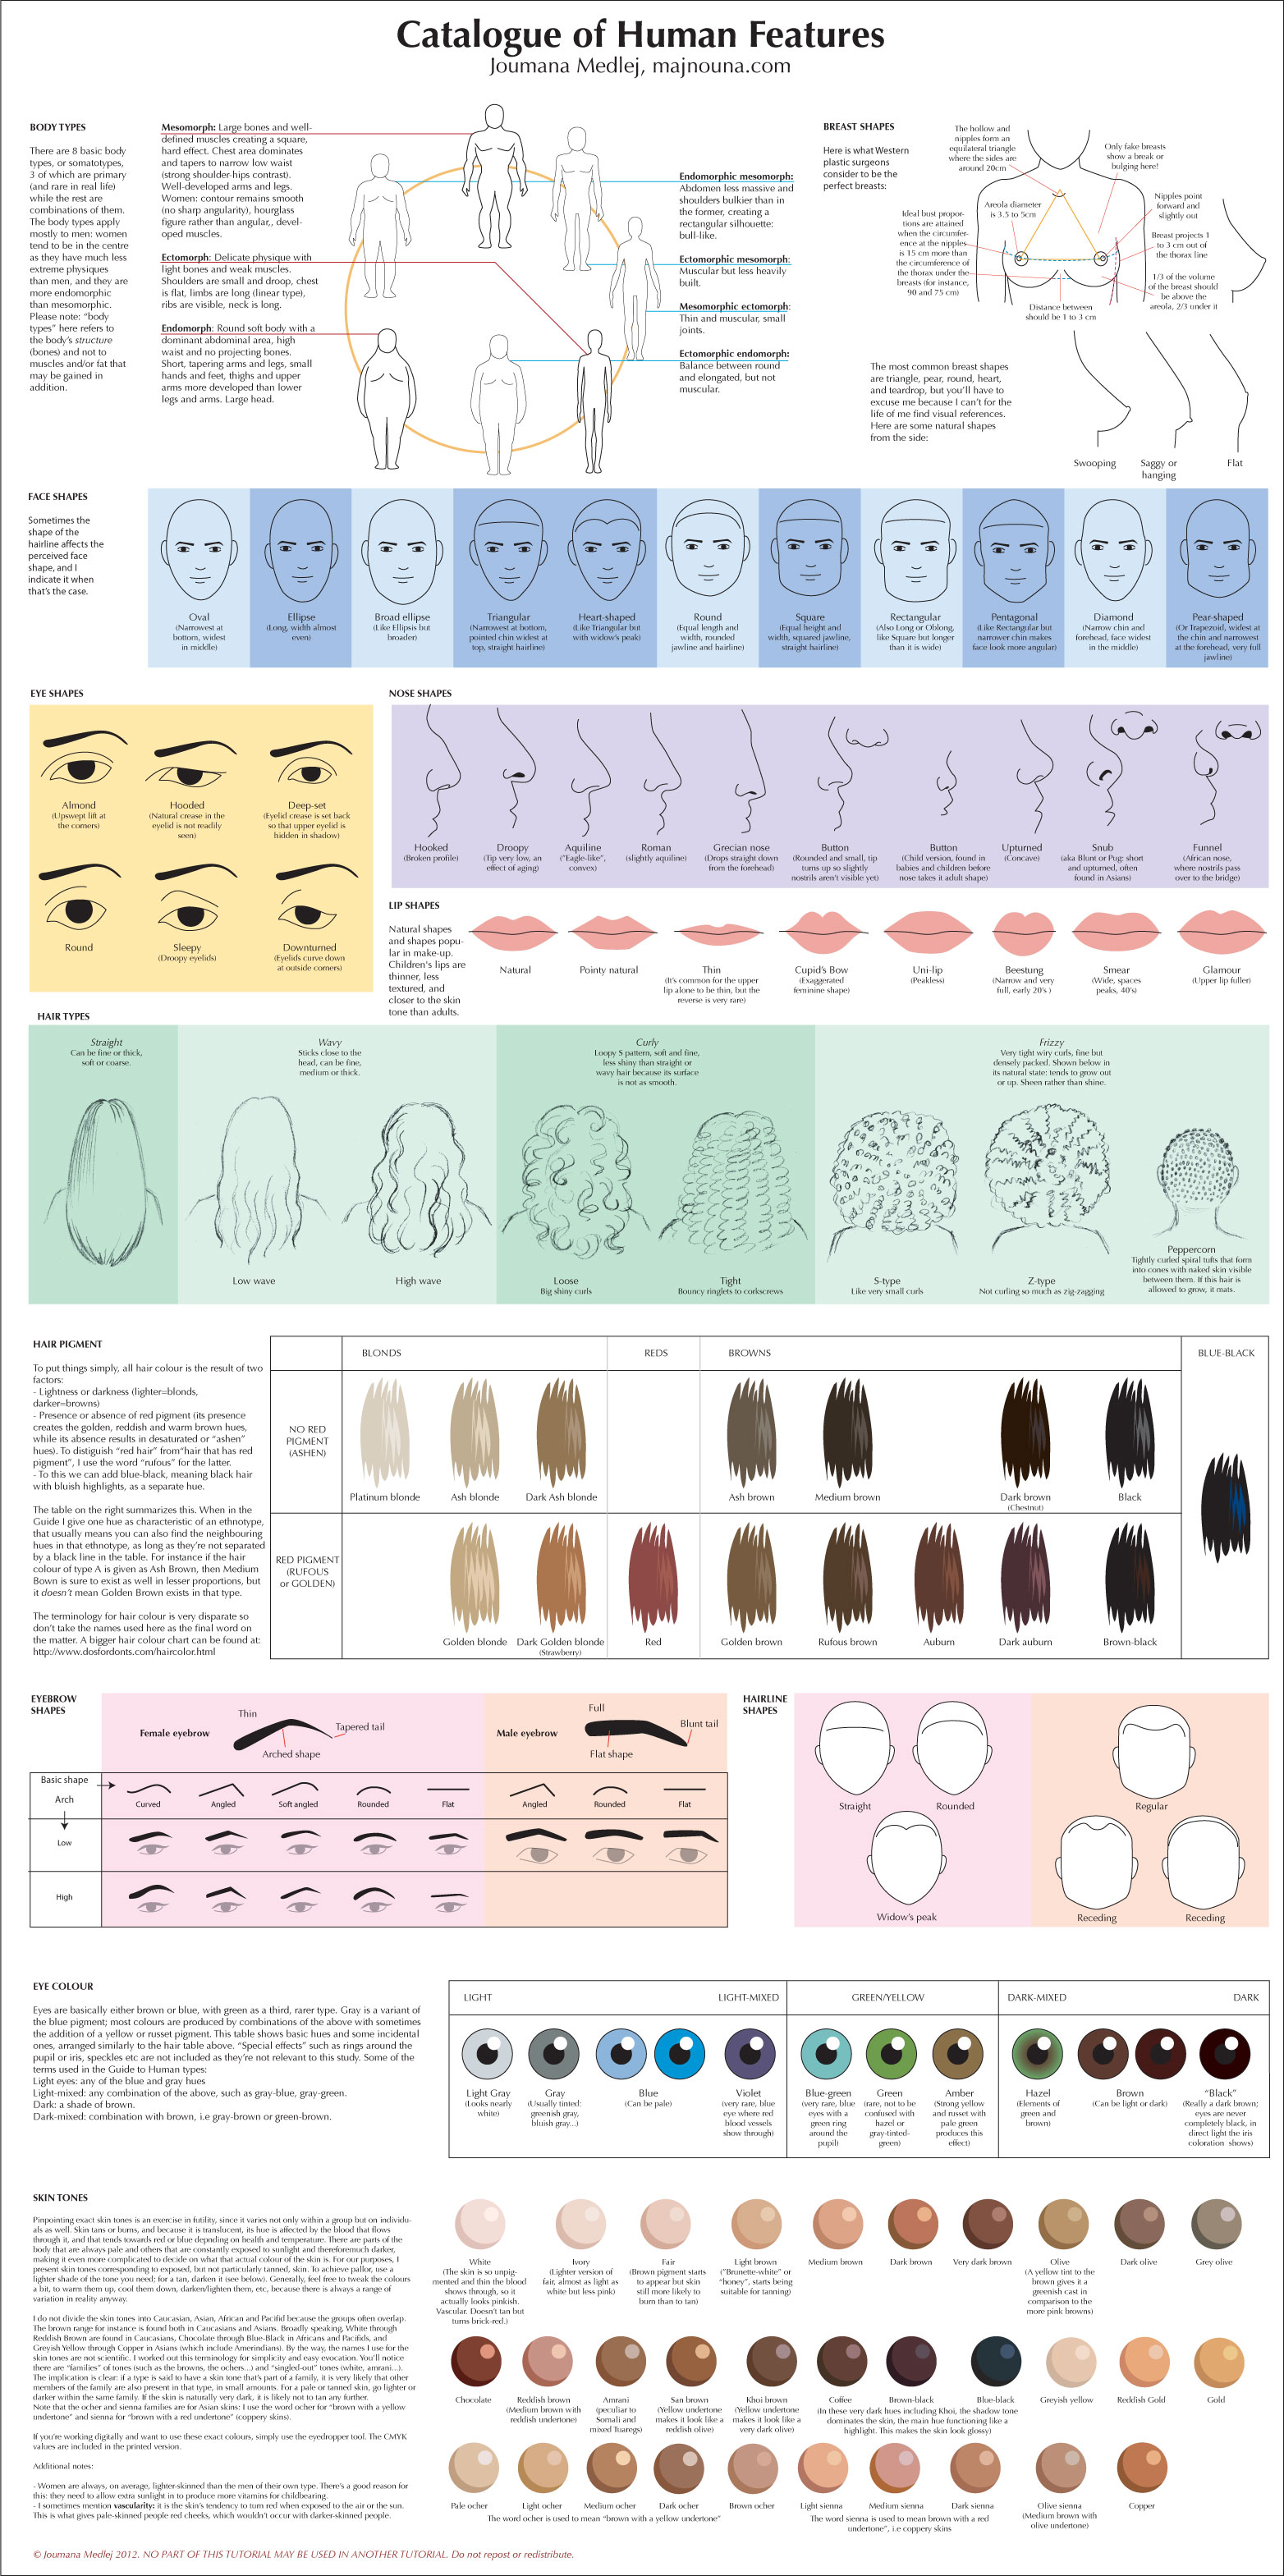 Catalogue of Human Features
Joumana Medlej, majnouna.com
BODY TYPES
There are 8 basic body
types, or somatotypes,
3 of which are primary
(and rare in real life)
while the rest are
combinations of them.
The body types apply
mostly to men: women
tend to be in the centre
as they have much less
extreme physiques
than men, and they are
more endomorphic
than mesomorphic.
Please note: "body
types" here refers to
the body's structure
(bones) and not to
muscles and/or fat that
may be gained in
addition.
Mesomorph: Large bones and well-
defined muscles creating a square,
hard effect. Chest area dominates
and tapers to narrow low waist
(strong shoulder-hips contrast).
Well-developed arms and legs.
Women: contour remains smooth
(no sharp angularity), hourglass
figure rather than angular,, devel-
oped muscles.
Ectomorph: Delicate physique with
light bones and weak muscles.
Shoulders are small and droop, chest
is flat, limbs are long (linear type),
ribs are visible, neck is long.
Endomorph: Round soft body with a
dominant abdominal area, high
waist and no projecting bones.
Short, tapering arms and legs, small
hands and feet, thighs and upper
arms more developed than lower
legs and arms. Large head.
Endomorphic mesomorph:
Abdomen less massive and
shoulders bulkier than in
the former, creating a
rectangular silhouette:
bull-like.
Ectomorphic mesomorph:
Muscular but less heavily
built.
Mesomorphic ectomorph:
Thin and muscular, small
joints.
Ectomorphic endomorph:
Balance between round
and elongated, but not
muscular.
BREAST SHAPES
Here is what Western
plastic surgeons
consider to be the
perfect breasts:
The hollow and
nipples form an
equilateral triangle
where the sides are
around 20cm
Only fake breasts
show a break or
bulging here!
Areola diameter
is 3.5 to 5cm
Nipples point
forward and
slightly out
Ideal bust propor-
tions are attained
when the circumfer-
ence at the nipples
is 15 cm more than
the circumference of
the thorax under the
breasts (for instance,
90 and 75 cm)
Breast projects 1
to 3 cm out of
the thorax line
1/3 of the volume
of the breast should
be above the
areola, 2/3 under it
Distance between
should be 1 to 3 cm
The most common breast shapes
are triangle, pear, round, heart,
and teardrop, but you'll have to
excuse me because I can't for the
life of me find visual references.
Here are some natural shapes
from the side:
Swooping
Saggy or
hanging
Flat
FACE SHAPES
Sometimes the
shape of the
hairline affects the
perceived face
shape, and I
indicate it when
that's the case.
Oval
(Narrowest at
bottom, widest
in middle)
Ellipse
(Long, width almost
even)
Broad ellipse
(Like Ellipsis but
broader)
Triangular
(Narrowest at bottom,
pointed chin widest at
top, straight hairline)
Heart-shaped
(Like Triangular but
with widow's peak)
Round
(Equal length and
width, rounded
jawline and hairline)
Square
(Equal height and
width, squared jawline,
straight hairline)
Rectangular
(Also Long or Oblong,
like Square but longer
than it is wide)
Pentagonal
(Like Rectangular but
narrower chin makes
face look more angular)
Diamond
(Narrow chin and
forehead, face widest
in the middle)
Pear-shaped
(Or Trapezoid, widest at
the chin and narrowest
at the forehead, very full
jawline)
EYE SHAPES
Almond
(Upswept lift at
the corners)
Hooded
(Natural crease in the
eyelid is not readily
seen)
Deep-set
(Eyelid crease is set back
so that upper eyelid is
hidden in shadow)
Round
Sleepy
(Droopy eyelids)
Downturned
(Eyelids curve down
at outside corners)
NOSE SHAPES
Hooked
(Broken profile)
Droopy
(Tip very low, an
effect of aging)
Aquiline
("Eagle-like",
convex)
Roman
(slightly aquiline)
Grecian nose
(Drops straight down
from the forehead)
Button
(Rounded and small, tip
turns up so slightly
nostrils aren't visible yet)
Button
(Child version, found in
babies and children before
nose takes it adult shape)
Upturned
(Concave)
Snub
(aka Blunt or Pug: short
and upturned, often
found in Asians)
Funnel
(African nose,
where nostrils pass
over to the bridge)
LIP SHAPES
Natural shapes
and shapes popu-
lar in make-up.
Children's lips are
thinner, less
textured, and
closer to the skin
tone than adults.
Natural
Pointy natural
Thin
(It's common for the upper
lip alone to be thin, but the
reverse is very rare)
Cupid's Bow
(Exaggerated
feminine shape)
Uni-lip
(Peakless)
Beestung
(Narrow and very
full, early 20's )
Smear
(Wide, spaces
peaks, 40's)
Glamour
(Upper lip fuller)
HAIR TYPES
Straight
Can be fine or thick,
soft or coarse.
Wavy
Sticks close to the
head, can be fine,
medium or thick.
Curly
Loopy S pattern, soft and fine,
less shiny than straight or
wavy hair because its surface
is not as smooth.
Frizzy
Very tight wiry curls, fine but
densely packed. Shown below in
its natural state: tends to grow out
or up. Sheen rather than shine.
Low wave
High wave
Loose
Big shiny curls
Tight
Bouncy ringlets to corkscrews
S-type
Like very small curls
Z-type
Not curling so much as zig-zagging
Peppercorn
Tightly curled spiral tufts that form
into cones with naked skin visible
between them. If this hair is
allowed to grow, it mats.
HAIR PIGMENT
To put things simply, all hair colour is the result of two
factors:
- Lightness or darkness (lighter=blonds,
darker=browns)
- Presence or absence of red pigment (its presence
creates the golden, reddish and warm brown hues,
while its absence results in desaturated or "ashen"
hues). To distiguish "red hair" from"hair that has red
pigment", I use the word "rufous" for the latter.
- To this we can add blue-black, meaning black hair
with bluish highlights, as a separate hue.
The table on the right summarizes this. When in the
Guide I give one hue as characteristic of an ethnotype,
that usually means you can also find the neighbouring
hues in that ethnotype, as long as they're not separated
by a black line in the table. For instance if the hair
colour of type A is given as Ash Brown, then Medium
Bown is sure to exist as well in lesser proportions, but
it doesn't mean Golden Brown exists in that type.
The terminology for hair colour is very disparate so
don't take the names used here as the final word on
the matter. A bigger hair colour chart can be found at:
http://www.dosfordonts.com/haircolor.html
BLONDS
REDS
BROWNS
BLUE-BLACK
NO RED
PIGMENT
(ASHEN)
Platinum blonde
Ash blonde
Dark Ash blonde
Ash brown
Medium brown
Dark brown
(Chestnut)
Black
RED PIGMENT
(RUFOUS
or GOLDEN)
Golden blonde
Dark Golden blonde
(Strawberry)
Red
Golden brown
Rufous brown
Auburn
Dark auburn
Brown-black
EYEBROW
SHAPES
Female eyebrow
Thin
Tapered tail
Arched shape
Male eyebrow
Full
Blunt tail
Flat shape
Basic shape
Arch
Curved
Angled
Soft angled
Rounded
Flat
Angled
Rounded
Flat
Low
High
HAIRLINE
SHAPES
Straight
Rounded
Widow's peak
Regular
Receding
Receding
EYE COLOUR
Eyes are basically either brown or blue, with green as a third, rarer type. Gray is a variant of
the blue pigment; most colours are produced by combinations of the above with sometimes
the addition of a yellow or russet pigment. This table shows basic hues and some incidental
ones, arranged similarly to the hair table above. "Special effects" such as rings around the
pupil or iris, speckles etc are not included as they're not relevant to this study. Some of the
terms used in the Guide to Human types:
Light eyes: any of the blue and gray hues
Light-mixed: any combination of the above, such as gray-blue, gray-green.
Dark: a shade of brown.
Dark-mixed: combination with brown, i.e gray-brown or green-brown.
LIGHT
LIGHT-MIXED
GREEN/YELLOW
DARK-MIXED
DARK
Light Gray
(Looks nearly
white)
Gray
(Usually tinted:
greenish gray,
bluish gray...)
Blue
(Can be pale)
Violet
(very rare, blue
eye where red
blood vessels
show through)
Blue-green
(very rare, blue
eyes with a
green ring
around the
pupil)
Green
(rare, not to be
confused with
hazel or
gray-tinted-
green)
Amber
(Strong yellow
and russet with
pale green
produces this
effect)
Hazel
(Elements of
green and
brown)
Brown
(Can be light or dark)
"Black"
(Really a dark brown;
eyes are never
completely black, in
direct light the iris
coloration shows)
SKIN TONES
Pinpointing exact skin tones is an exercise in futility, since it varies not only within a group but on individu-
als as well. Skin tans or burns, and because it is translucent, its hue is affected by the blood that flows
through it, and that tends towards red or blue depnding on health and temperature. There are parts of the
body that are always pale and others that are constantly exposed to sunlight and thereforemuch darker,
making it even more complicated to decide on what that actual colour of the skin is. For our purposes, I
present skin tones corresponding to exposed, but not particularly tanned, skin. To achieve pallor, use a
lighter shade of the tone you need; for a tan, darken it (see below). Generally, feel free to tweak the colours
a bit, to warm them up, cool them down, darken/lighten them, etc, because there is always a range of
variation in reality anyway.
I do not divide the skin tones into Caucasian, Asian, African and Pacifid because the groups often overlap.
The brown range for instance is found both in Caucasians and Asians. Broadly speaking, White through
Reddish Brown are found in Caucasians, Chocolate through Blue-Black in Africans and Pacifids, and
Greyish Yellow through Copper in Asians (which include Amerindians). By the way, the names I use for the
skin tones are not scientific. I worked out this terminology for simplicity and easy evocation. You'll notice
there are "families" of tones (such as the browns, the ochers...) and "singled-out" tones (white, amrani...).
The implication is clear: if a type is said to have a skin tone that's part of a family, it is very likely that other
members of the family are also present in that type, in small amounts. For a pale or tanned skin, go lighter or
darker within the same family. If the skin is naturally very dark, it is likely not to tan any further.
Note that the ocher and sienna families are for Asian skins: I use the word ocher for "brown with a yellow
undertone" and sienna for "brown with a red undertone" (coppery skins).
If you're working digitally and want to use these exact colours, simply use the eyedropper tool. The CMYK
values are included in the printed version.
Additional notes:
- Women are always, on average, lighter-skinned than the men of their own type. There's a good reason for
this: they need to allow extra sunlight in to produce more vitamins for childbearing.
- I sometimes mention vascularity: it is the skin's tendency to turn red when exposed to the air or the sun.
This is what gives pale-skinned people red cheeks, which wouldn't occur with darker-skinned people.
White
(The skin is so unpig-
mented and thin the blood
shows through, so it
actually looks pinkish.
Vascular. Doesn't tan but
turns brick-red.)
Ivory
(Lighter version of
fair, almost as light as
white but less pink)
Fair
(Brown pigment starts
to appear but skin
still more likely to
burn than to tan)
Light brown
("Brunette-white" or
"honey", starts being
suitable for tanning)
Medium brown
Dark brown
Very dark brown
Olive
(A yellow tint to the
brown gives it a
greenish cast in
comparison to the
more pink browns)
Dark olive
Grey olive
Chocolate
Reddish brown
(Medium brown with
reddish undertone)
Amrani
(peculiar to
Somali and
mixed Tuaregs)
San brown
(Yellow undertone
makes it look like a
reddish olive)
Khoi brown
(Yellow undertone
makes it look like a
very dark olive)
Coffee
Brown-black
Blue-black
(In these very dark hues including Khoi, the shadow tone
dominates the skin, the main hue functioning like a
highlight. This makes the skin look glossy)
Greyish yellow
Reddish Gold
Gold
Pale ocher
Light ocher
Medium ocher
Dark ocher
Brown ocher
The word ocher is used to mean "brown with a yellow undertone"
Light sienna
Medium sienna
Dark sienna
The word sienna is used to mean brown with a red
undertone", i.e coppery skins
Olive sienna
(Medium brown with
olive undertone)
Copper
© Joumana Medlej 2012. NO PART OF THIS TUTORIAL MAY BE USED IN ANOTHER TUTORIAL. Do not repost or redistribute.